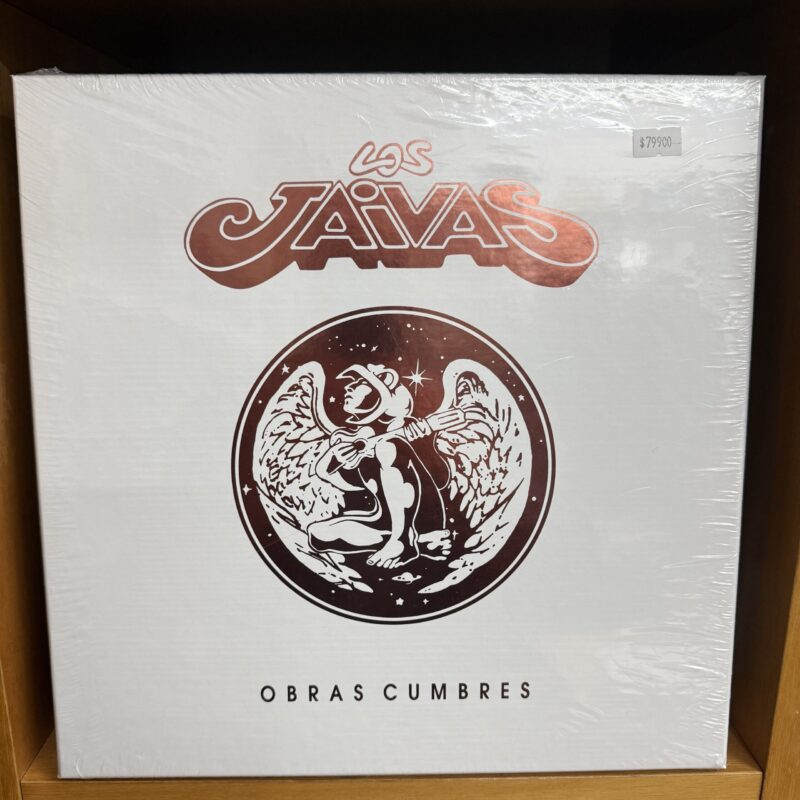 LOS
JAiVAS
$79900
OBRAS CUMBRES